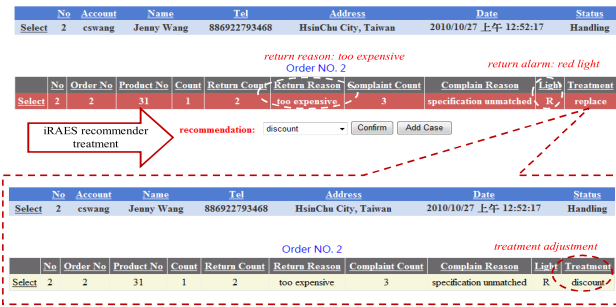 No Account Name Tel Address Date Status
Select 2 cswang Jenny Wang 886922793468 HsinChu City, Taiwan 2010/10/27 上午 12:52:17 Handling
return reason: too expensive
return alarm: red light
Order NO. 2
No Order No Product No Count Return Count Return Reason Complaint Count Complain Reason Light Treatment
Select 2 2 31 1 2 too expensive 3 specification unmatched R replace
iRAES recommender treatment
recommendation: discount Confirm Add Case
No Account Name Tel Address Date Status
Select 2 cswang Jenny Wang 886922793468 HsinChu City, Taiwan 2010/10/27 上午 12:52:17 Handling
Order NO. 2
treatment adjustment
No Order No Product No Count Return Count Return Reason Complaint Count Complain Reason Light Treatment
Select 2 2 31 1 2 too expensive 3 specification unmatched R discount